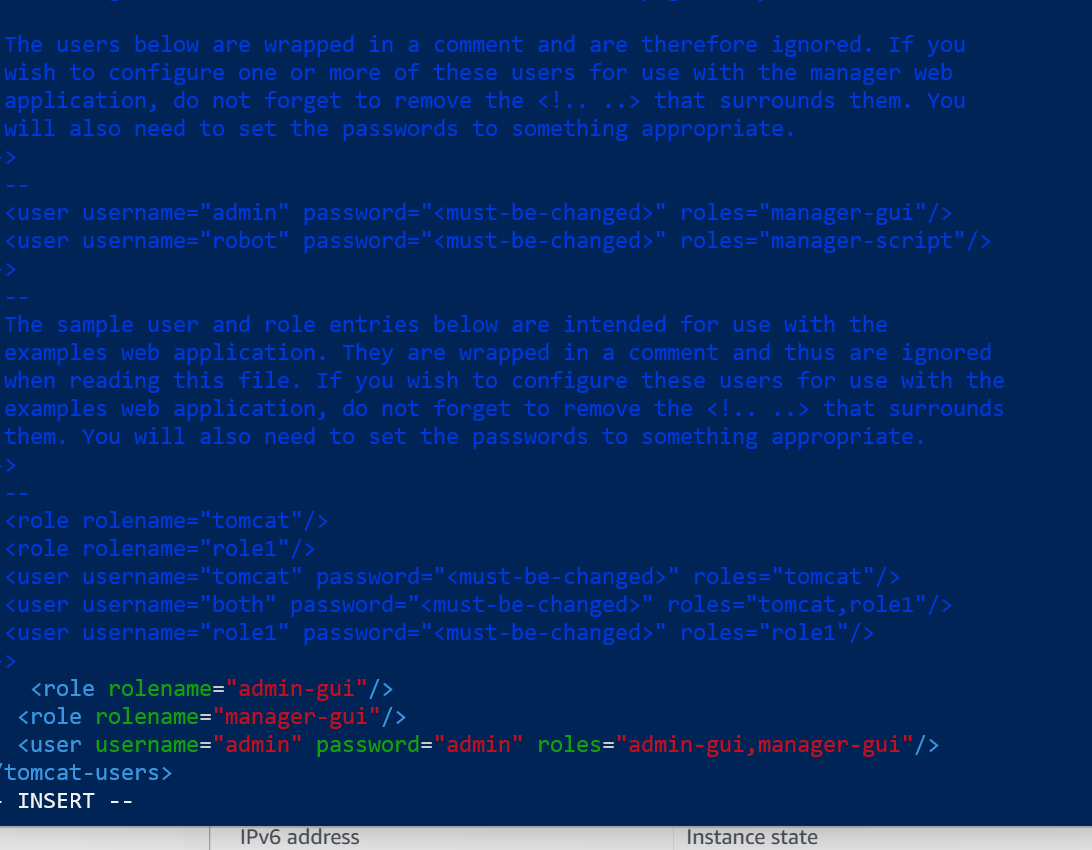 The users below are wrapped in a comment and are therefore ignored. If you
wish to configure one or more of these users for use with the manager web
application, do not forget to remove the <!.. ..> that surrounds them. You
will also need to set the passwords to something appropriate.
>
--
<user username="admin" password="<must-be-changed>" roles="manager-gui"/>
<user username="robot" password="<must-be-changed>" roles="manager-script"/>
>
--
The sample user and role entries below are intended for use with the
examples web application. They are wrapped in a comment and thus are ignored
when reading this file. If you wish to configure these users for use with the
examples web application, do not forget to remove the <!.. ..> that surrounds
them. You will also need to set the passwords to something appropriate.
>
--
<role rolename="tomcat"/>
<role rolename="role1"/>
<user username="tomcat" password="<must-be-changed>" roles="tomcat"/>
<user username="both" password="<must-be-changed>" roles="tomcat,role1"/>
<user username="role1" password="<must-be-changed>" roles="role1"/>
>
<role rolename="admin-gui"/>
<role rolename="manager-gui"/>
<user username="admin" password="admin" roles="admin-gui,manager-gui"/>
/tomcat-users>
- INSERT --
IPv6 address Instance state